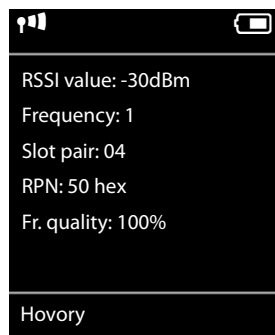 RSSI value: -30dBm
Frequency: 1
Slot pair: 04
RPN: 50 hex
Fr. quality: 100%
Hovory